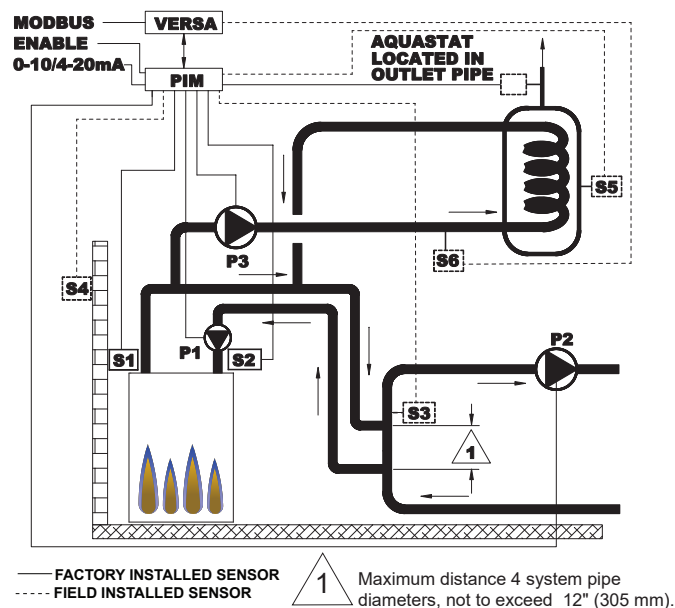 MODBUS
VERSA
ENABLE
0-10/4-20mA
PIM
AQUASTAT
LOCATED IN
OUTLET PIPE
S5
P3
S6
S4
S1
P1
S2
P2
S3
1
FACTORY INSTALLED SENSOR
FIELD INSTALLED SENSOR
1
Maximum distance 4 system pipe
diameters, not to exceed 12" (305 mm).